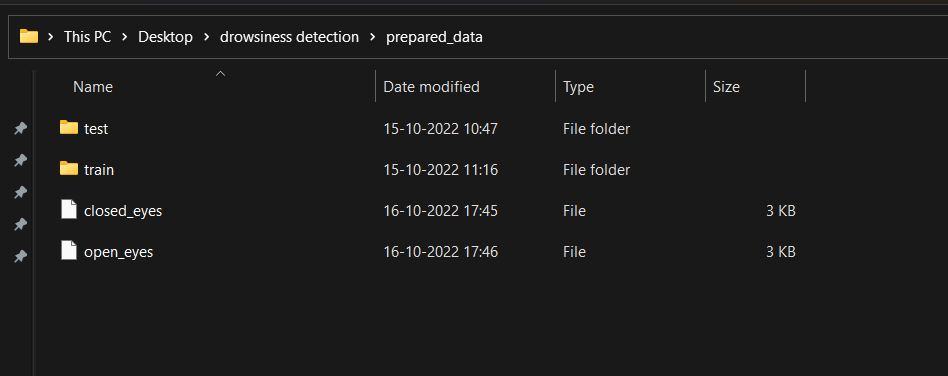 This PC > Desktop > drowsiness detection > prepared_data
Name Date modified Type Size
test 15-10-2022 10:47 File folder
train 15-10-2022 11:16 File folder
closed_eyes 16-10-2022 17:45 File 3 KB
open_eyes 16-10-2022 17:46 File 3 KB